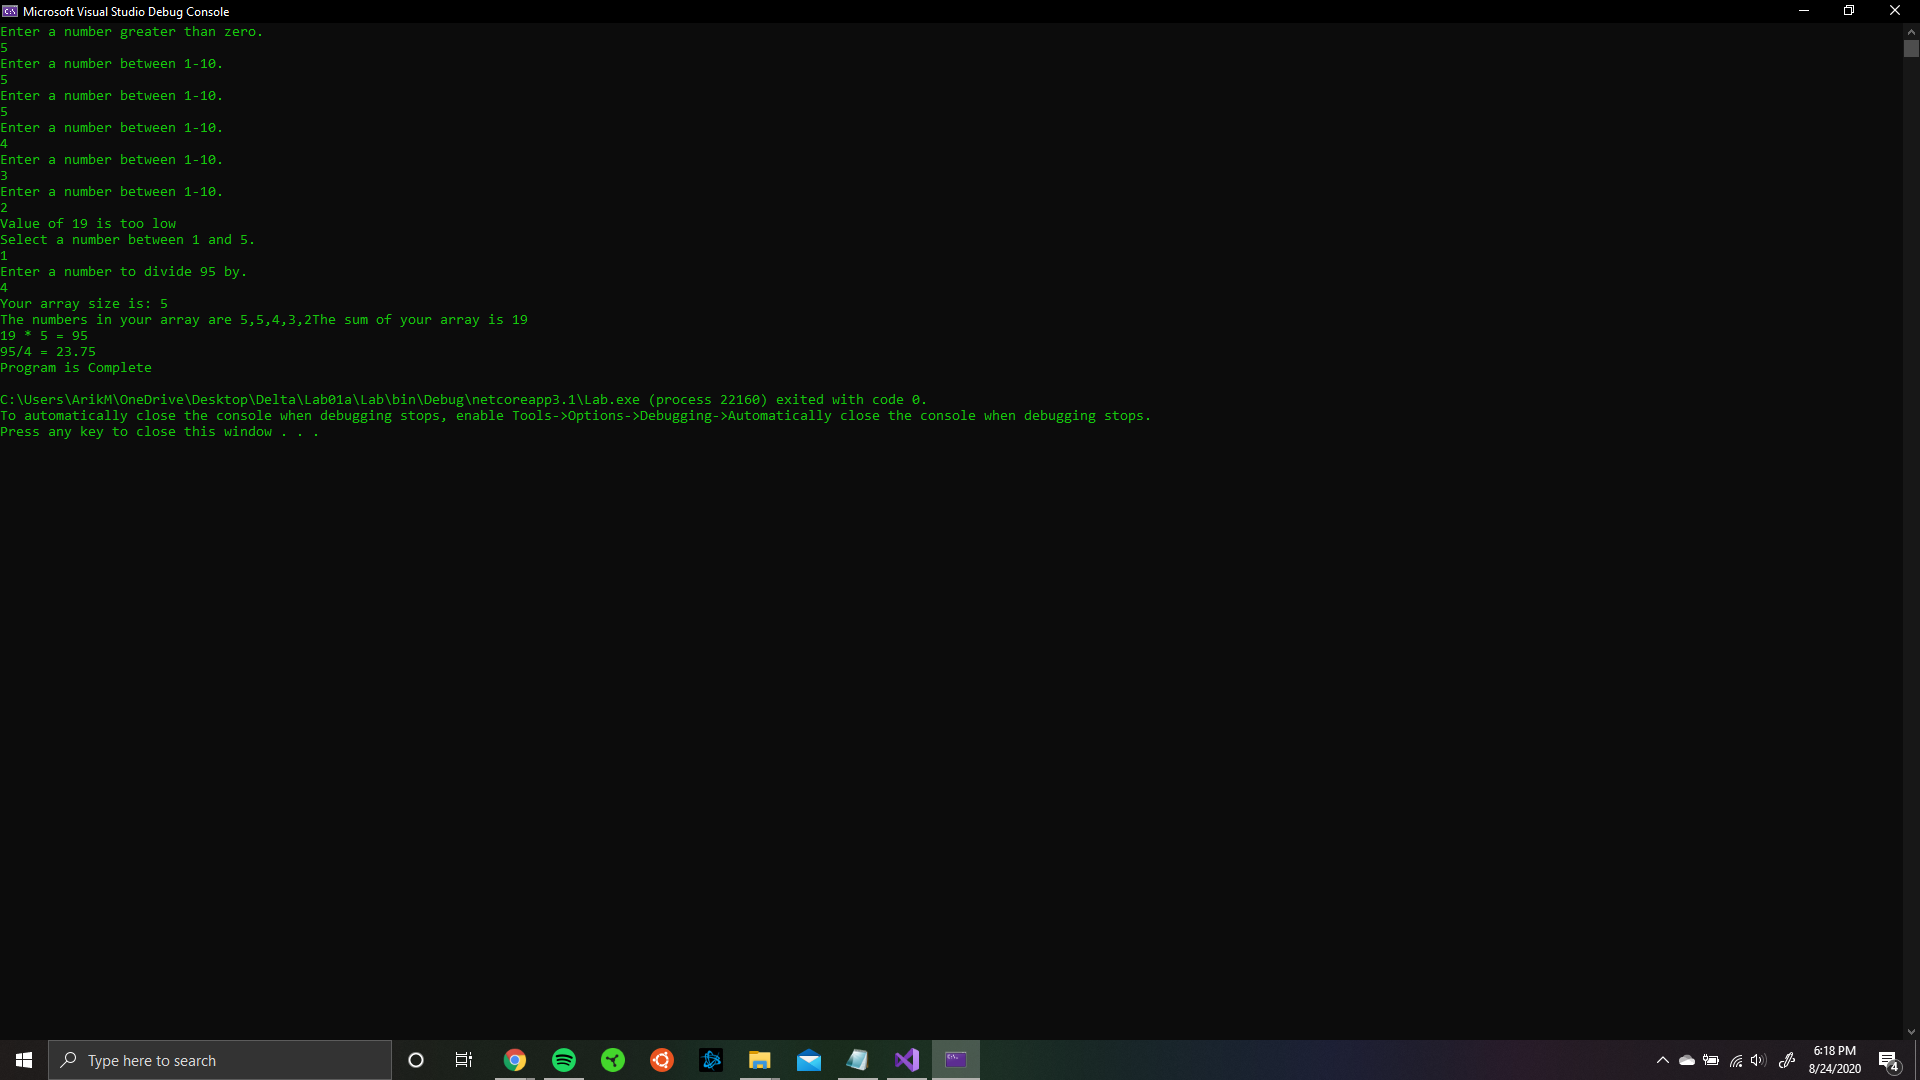 Microsoft Visual Studio Debug Console
Enter a number greater than zero.
5
Enter a number between 1-10.
5
Enter a number between 1-10.
5
Enter a number between 1-10.
4
Enter a number between 1-10.
3
Enter a number between 1-10.
2
Value of 19 is too low
Select a number between 1 and 5.
1
Enter a number to divide 95 by.
4
Your array size is: 5
The numbers in your array are 5,5,4,3,2The sum of your array is 19
19 * 5 = 95
95/4 = 23.75
Program is Complete
C:\Users\ArikM\OneDrive\Desktop\Delta\Lab01a\Lab\bin\Debug\netcoreapp3.1\Lab.exe (process 22160) exited with code 0.
To automatically close the console when debugging stops, enable Tools->Options->Debugging->Automatically close the console when debugging stops.
Press any key to close this window . . .
Type here to search
6:18 PM
8/24/2020
4